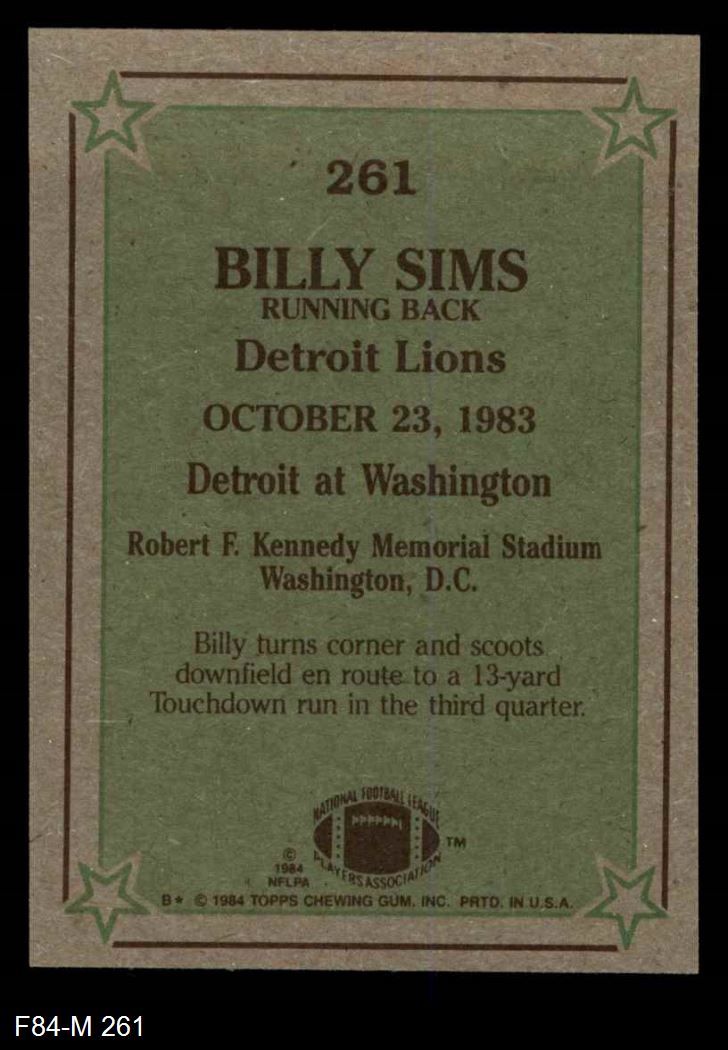 261
BILLY SIMS
RUNNING BACK
Detroit Lions
OCTOBER 23, 1983
Detroit at Washington
Robert F. Kennedy Memorial Stadium
Washington, D.C.
Billy turns corner and scoots
downfield en route to a 13-yard
Touchdown run in the third quarter.
NATIONAL FOOTBALL LEAGUE
PLAYERS ASSOCIATION
TM
©
1984
NFLPA
B* © 1984 TOPPS CHEWING GUM, INC. PRTD. IN U.S.A.
F84-M 261